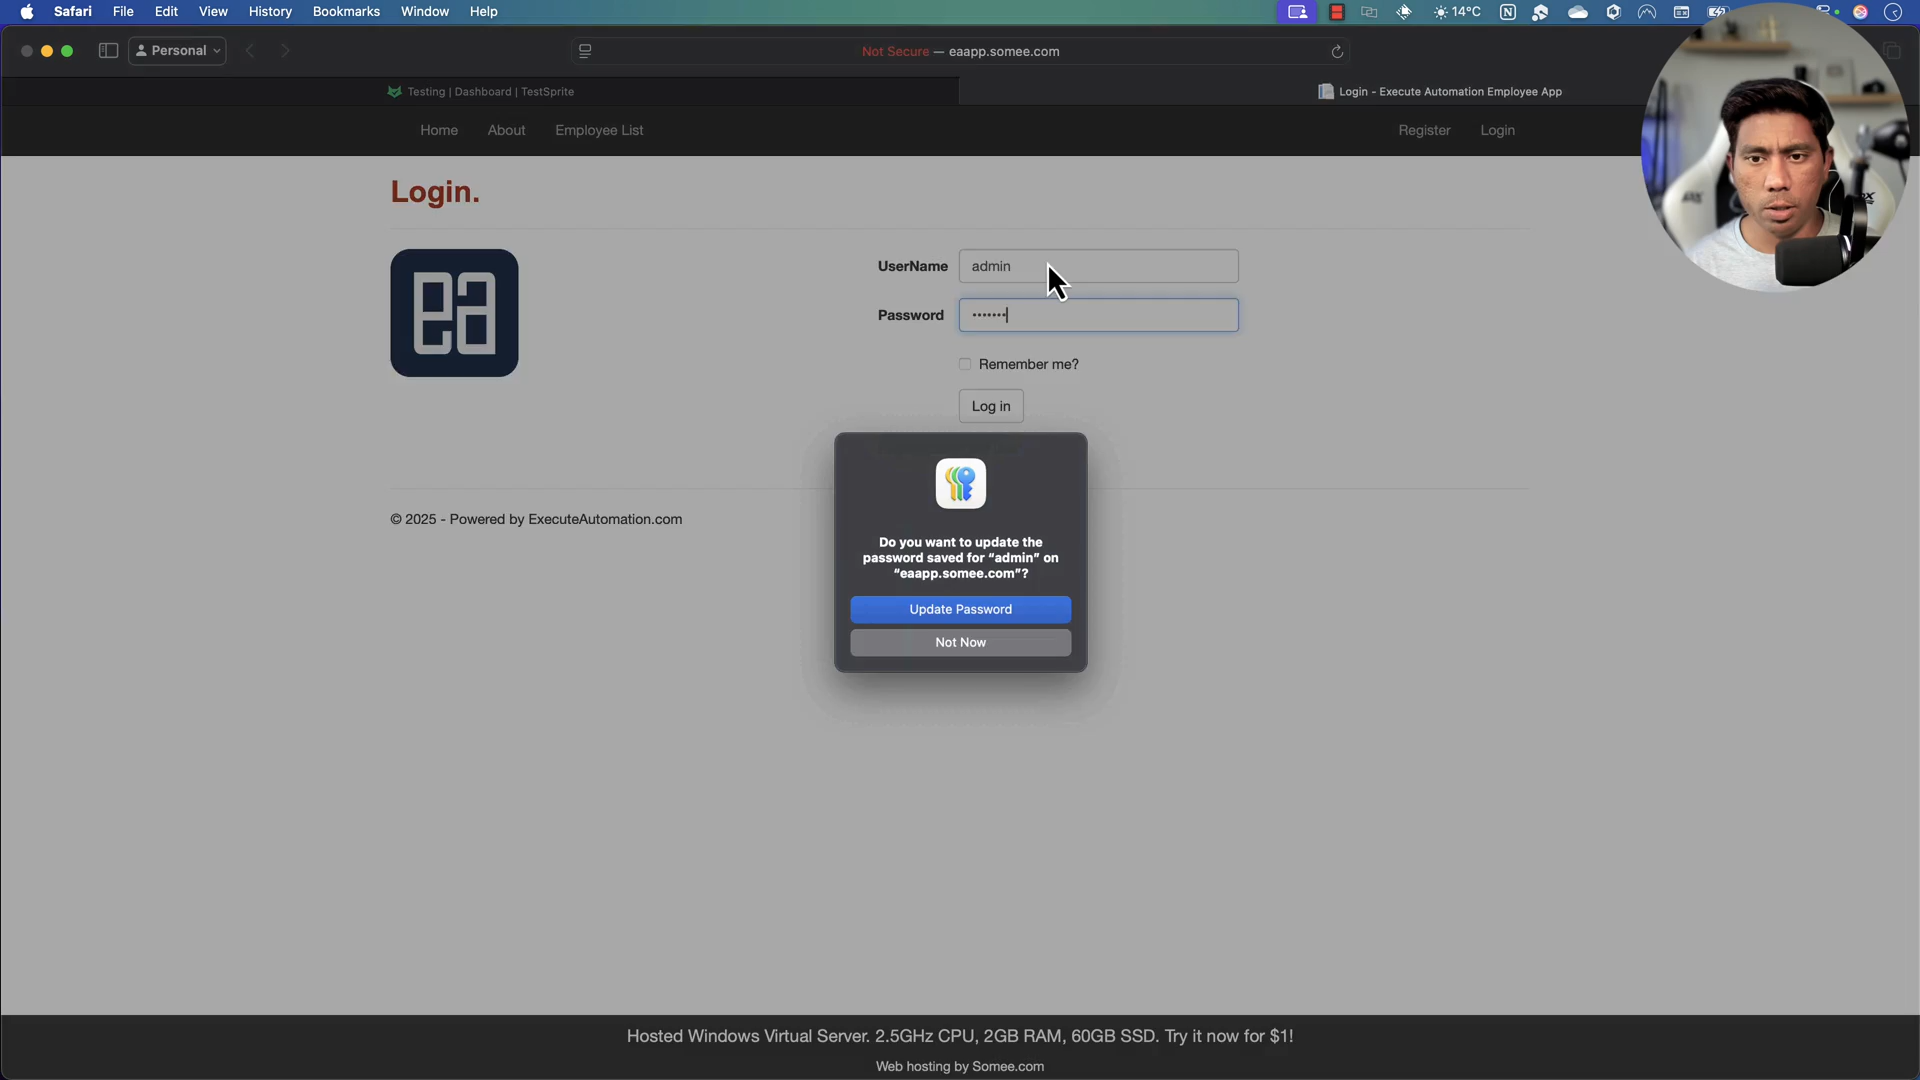 Safari File Edit View History Bookmarks Window Help 14°C
Personal Not Secure — eaapp.somee.com
Testing | Dashboard | TestSprite Login - Execute Automation Employee App
Home About Employee List Register Login
Login.
ea
UserName admin
Password •••••••
Remember me?
Log in
Do you want to update the
password saved for “admin” on
“eaapp.somee.com”?
Update Password
Not Now
© 2025 - Powered by ExecuteAutomation.com
Hosted Windows Virtual Server. 2.5GHz CPU, 2GB RAM, 60GB SSD. Try it now for $1!
Web hosting by Somee.com